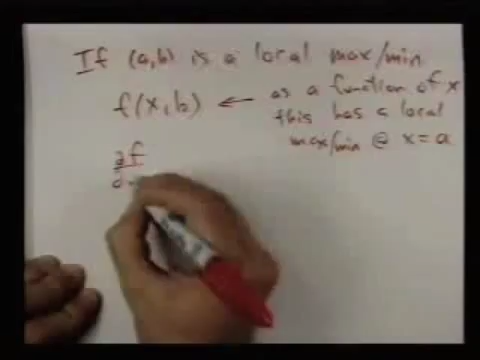 If (a,b) is a local max/min
f(x,b) ← as a function of x
this has a local
max/min @ x=a
∂f